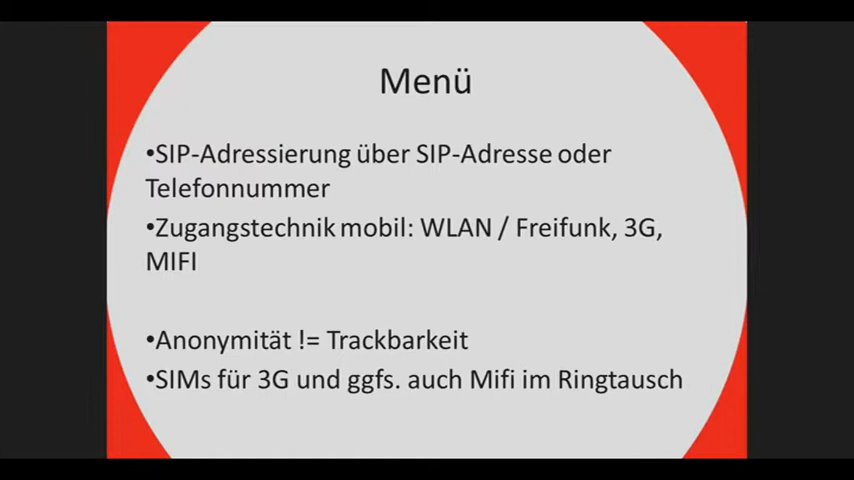 Menü
•SIP-Adressierung über SIP-Adresse oder
Telefonnummer
•Zugangstechnik mobil: WLAN / Freifunk, 3G,
MIFI
•Anonymität != Trackbarkeit
•SIMs für 3G und ggfs. auch Mifi im Ringtausch